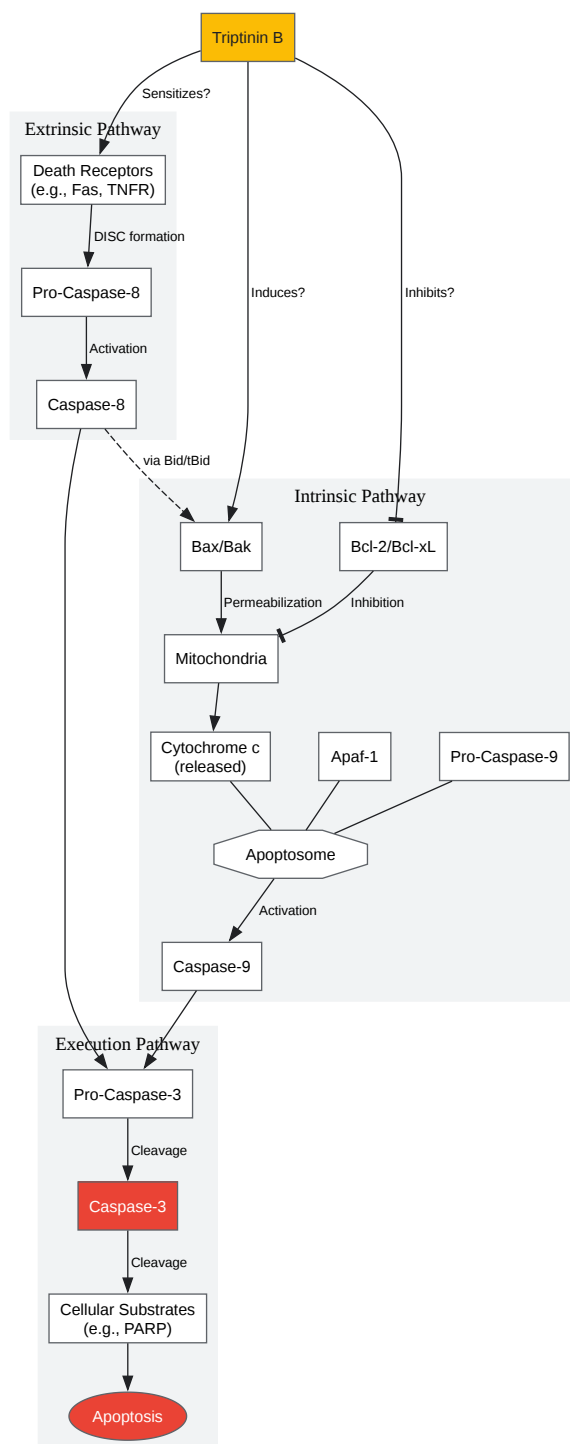 Triptinin B
Sensitizes?
Extrinsic Pathway
Death Receptors
(e.g., Fas, TNFR)
DISC formation
Pro-Caspase-8
Induces?
Inhibits?
Activation
Caspase-8
via Bid/tBid
Intrinsic Pathway
Bax/Bak
Bcl-2/Bcl-xL
Permeabilization
Inhibition
Mitochondria
Cytochrome c
(released)
Apaf-1
Pro-Caspase-9
Apoptosome
Activation
Caspase-9
Execution Pathway
Pro-Caspase-3
Cleavage
Caspase-3
Cleavage
Cellular Substrates
(e.g., PARP)
Apoptosis